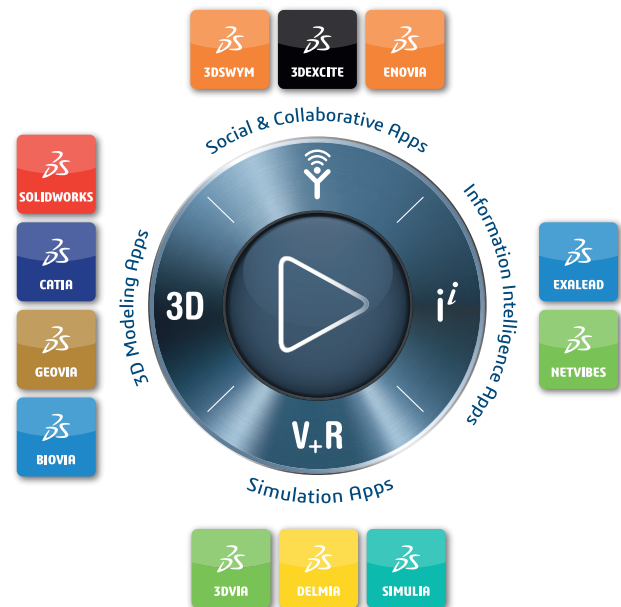 3DSWYM
3DEXCITE
ENOVIA
Social & Collaborative Apps
SOLIDWORKS
CATIA
GEOVIA
BIOVIA
3D Modeling Apps
3D
i i
V+R
Information Intelligence Apps
EXALEAD
NETVIBES
Simulation Apps
3DVIA
DELMIA
SIMULIA